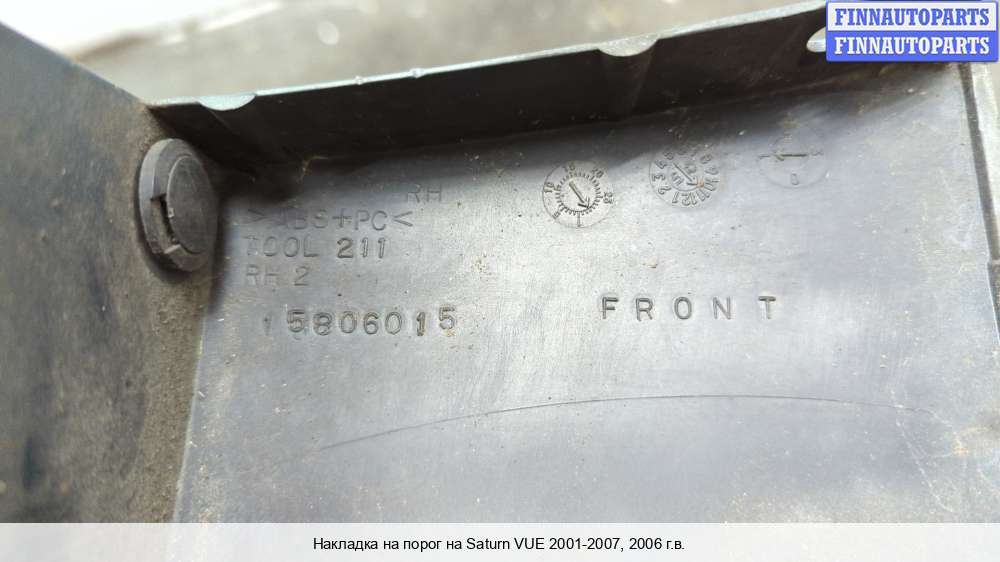 FINNAUTOPARTS
FINNAUTOPARTS
RH
>ABS+PC<
TOOL 211
RH 2
15806015
FRONT
Накладка на порог на Saturn VUE 2001-2007, 2006 г.в.